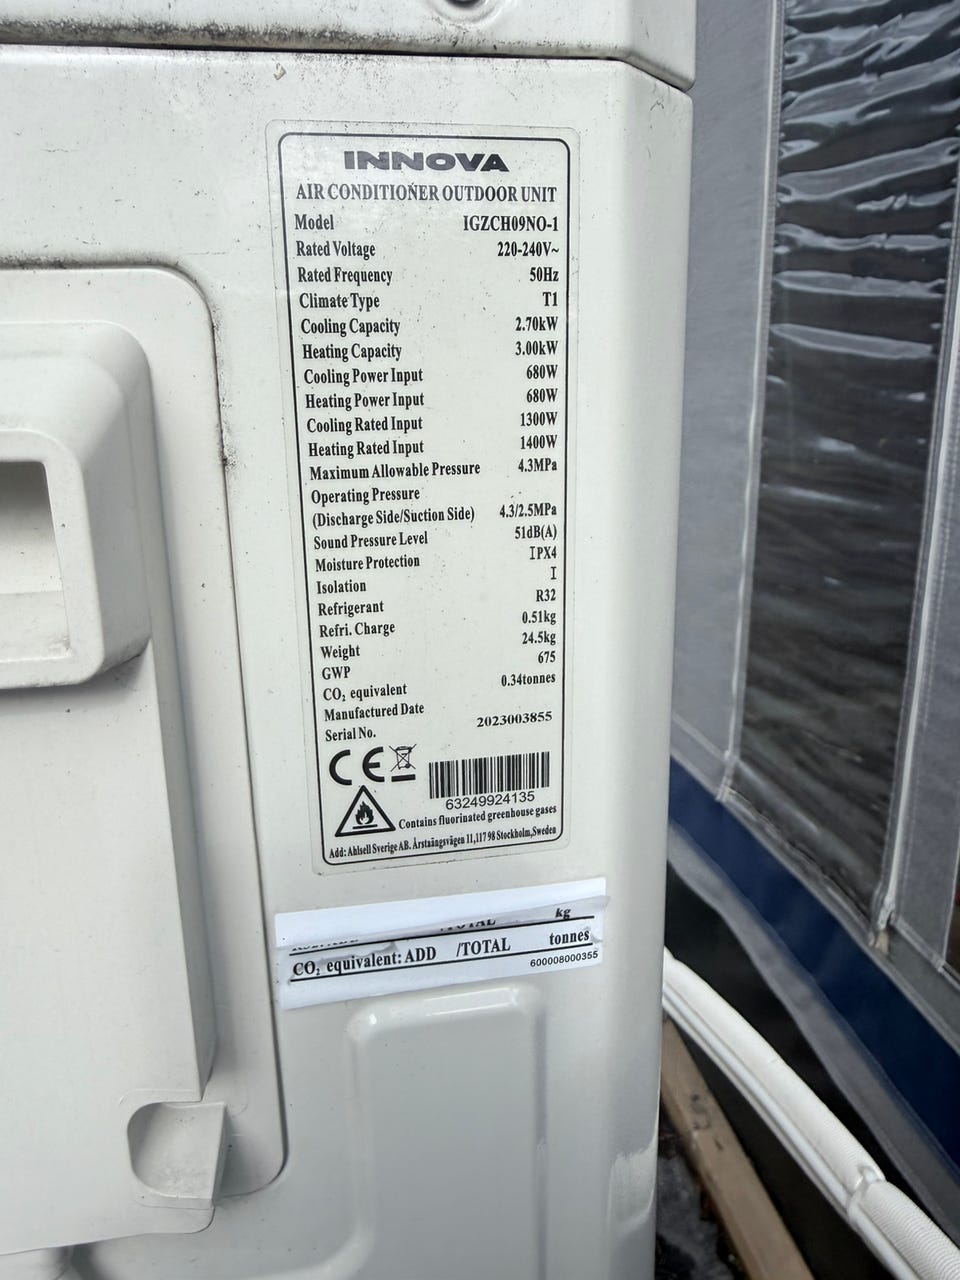 INNOVA
AIR CONDITIONER OUTDOOR UNIT
Model IGZCH09NO-1
Rated Voltage 220-240V~
Rated Frequency 50Hz
Climate Type T1
Cooling Capacity 2.70kW
Heating Capacity 3.00kW
Cooling Power Input 680W
Heating Power Input 680W
Cooling Rated Input 1300W
Heating Rated Input 1400W
Maximum Allowable Pressure 4.3MPa
Operating Pressure
(Discharge Side/Suction Side) 4.3/2.5MPa
Sound Pressure Level 51dB(A)
Moisture Protection IPX4
Isolation I
Refrigerant R32
Refri. Charge 0.51kg
Weight 24.5kg
GWP 675
CO₂ equivalent 0.34tonnes
Manufactured Date
Serial No. 2023003855
CE
63249924135
Contains fluorinated greenhouse gases
Add: Ahlsell Sverige AB. Årstaängsvägen 11,117 98 Stockholm,Sweden
/TOTAL kg
CO₂ equivalent: ADD /TOTAL tonnes
600008000355